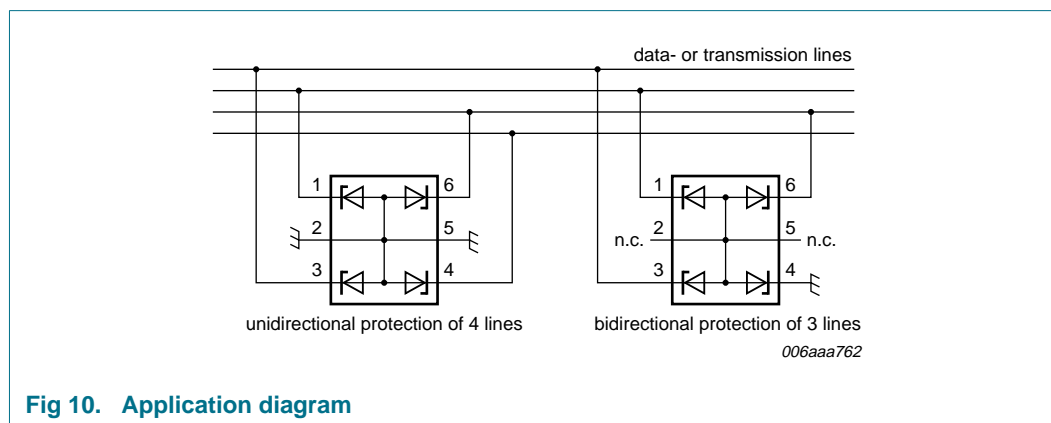 data- or transmission lines
1 6 1 6
2 5 n.c. 2 5 n.c.
3 4 3 4
unidirectional protection of 4 lines bidirectional protection of 3 lines
006aaa762
Fig 10. Application diagram